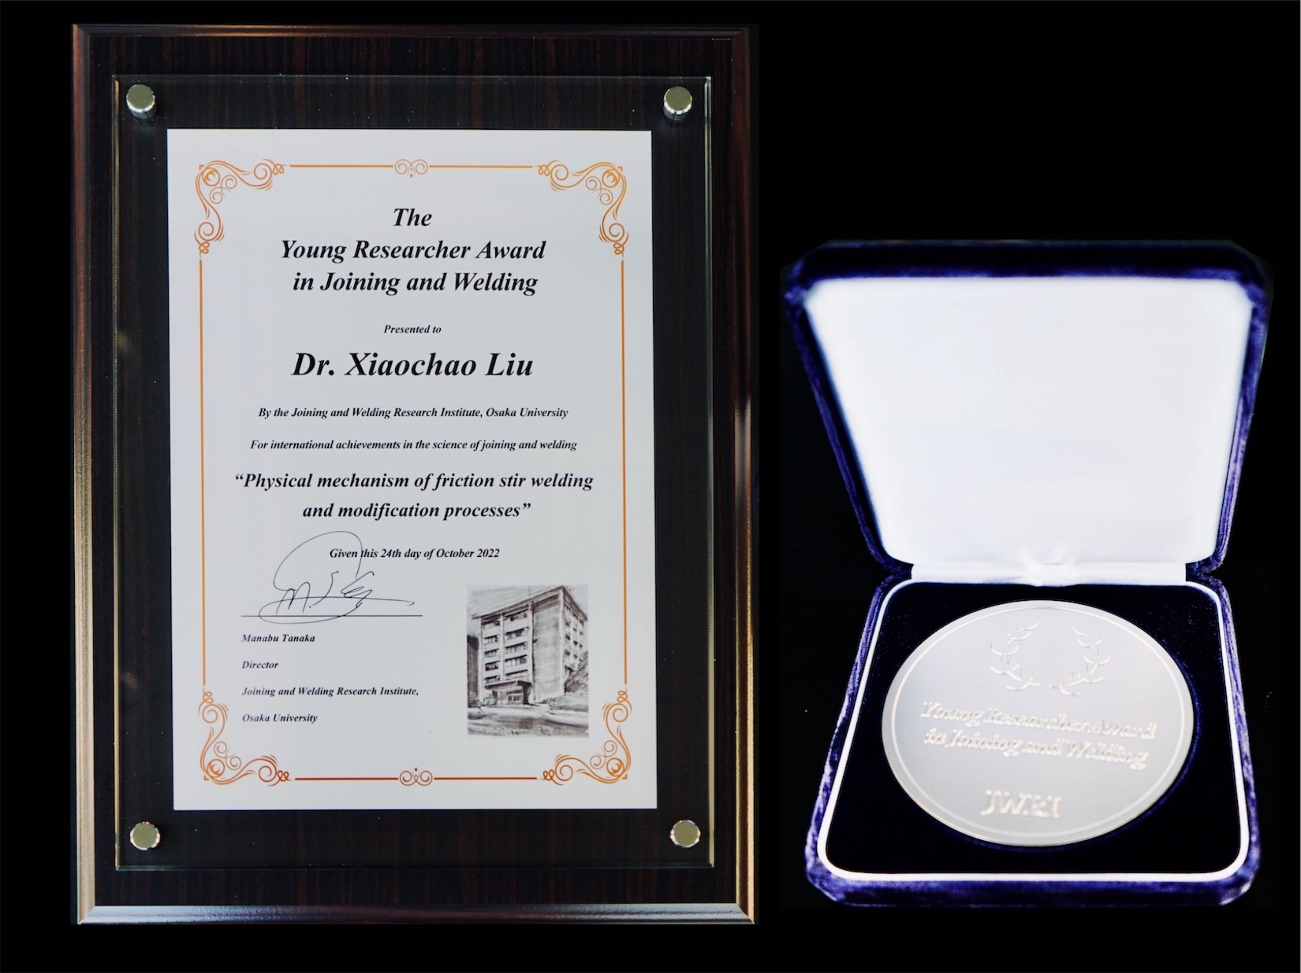 The
Young Researcher Award
in Joining and Welding
Presented to
Dr. Xiaochao Liu
By the Joining and Welding Research Institute, Osaka University
For international achievements in the science of joining and welding
“Physical mechanism of friction stir welding
and modification processes”
Given this 24th day of October 2022
Manabu Tanaka
Director
Joining and Welding Research Institute,
Osaka University
Young Researcher Award
in Joining and Welding
JWRI